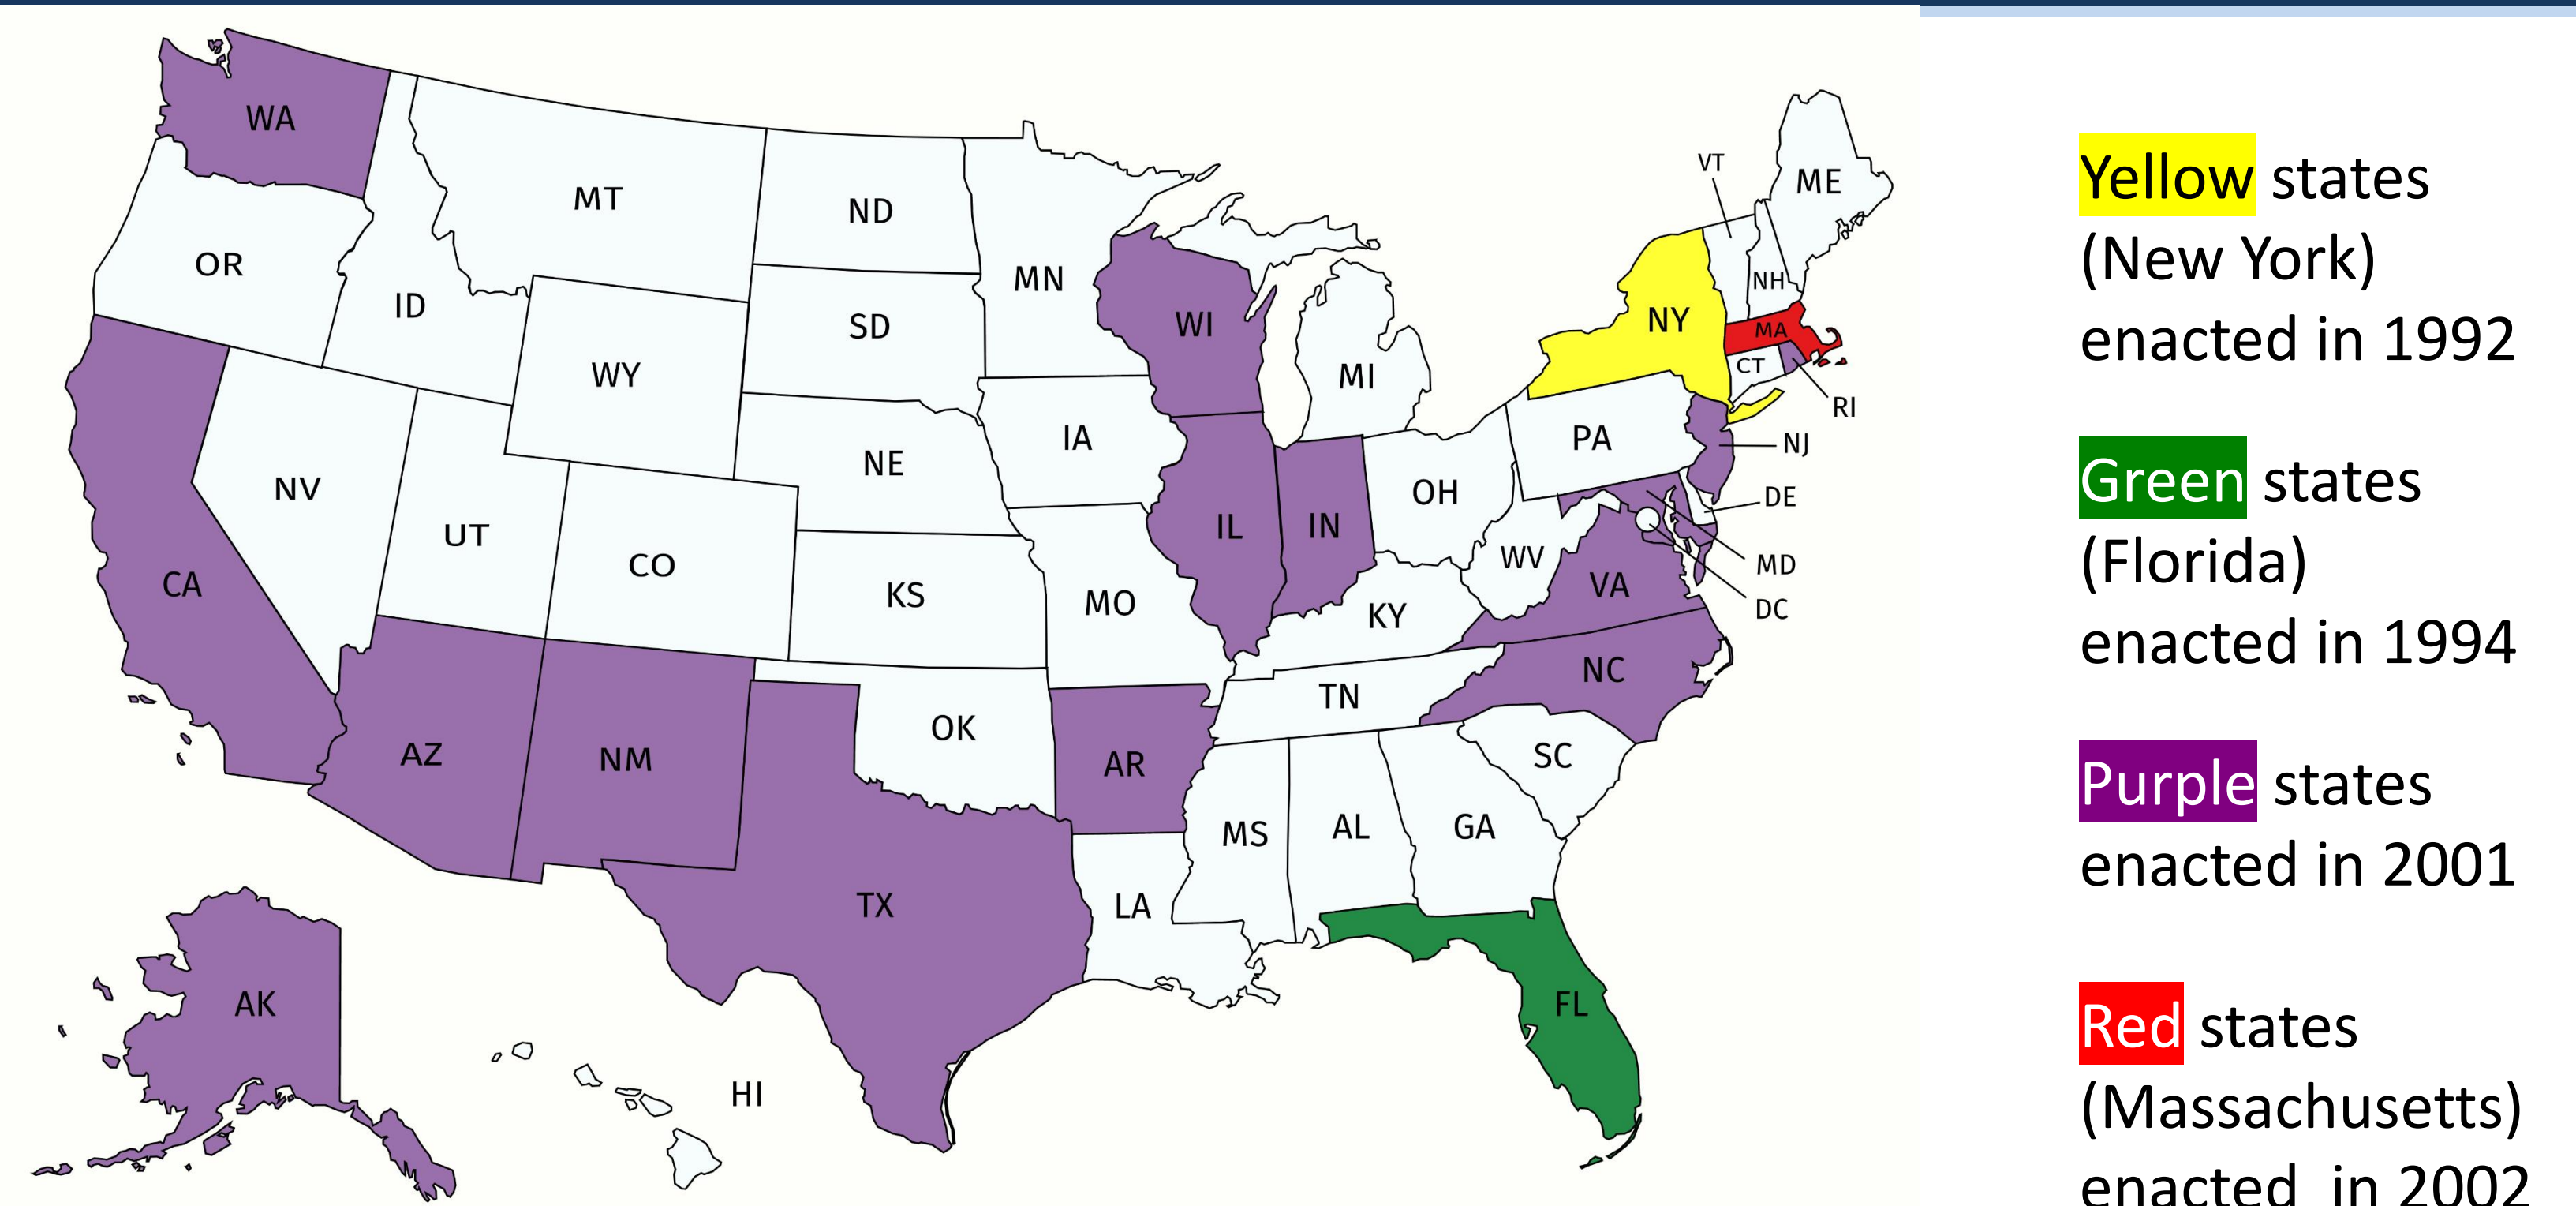 WA
MT
ND
VT
ME
OR
ID
MN
NH
SD
WI
NY
MA
WY
MI
CT
RI
IA
PA
NJ
NE
NV
OH
DE
UT
IL
IN
CO
WV
MD
CA
KS
MO
VA
DC
KY
NC
TN
OK
SC
AZ
NM
AR
MS
AL
GA
TX
LA
AK
FL
HI
Yellow states
(New York)
enacted in 1992
Green states
(Florida)
enacted in 1994
Purple states
enacted in 2001
Red states
(Massachusetts)
enacted in 2002